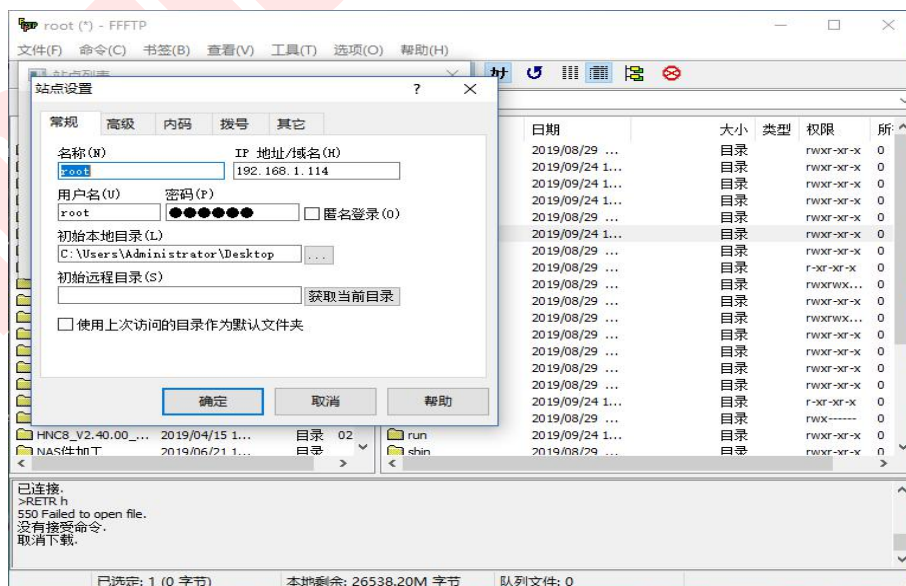 root (*) - FFFTP
文件(F) 命令(C) 书签(B) 查看(V) 工具(T) 选项(O) 帮助(H)
站点列表
站点设置 ?
常规 高级 内码 拨号 其它
名称(N) IP 地址/域名(H)
root 192.168.1.114
用户名(U) 密码(P)
root ●●●●●● 匿名登录(O)
初始本地目录(L)
C:\Users\Administrator\Desktop ...
初始远程目录(S)
获取当前目录
使用上次访问的目录作为默认文件夹
确定 取消 帮助
日期 大小 类型 权限 所
2019/08/29 ... 目录 rwxr-xr-x 0
2019/09/24 1... 目录 rwxr-xr-x 0
2019/08/29 ... 目录 rwxr-xr-x 0
2019/09/24 1... 目录 rwxr-xr-x 0
2019/08/29 ... 目录 rwxr-xr-x 0
2019/09/24 1... 目录 rwxr-xr-x 0
2019/08/29 ... 目录 rwxr-xr-x 0
2019/08/29 ... 目录 r-xr-xr-x 0
2019/08/29 ... 目录 rwxrwx... 0
2019/08/29 ... 目录 rwxr-xr-x 0
2019/08/29 ... 目录 rwxrwx... 0
2019/08/29 ... 目录 rwxr-xr-x 0
2019/08/29 ... 目录 rwxr-xr-x 0
2019/08/29 ... 目录 rwxr-xr-x 0
2019/08/29 ... 目录 rwxr-xr-x 0
2019/09/24 1... 目录 r-xr-xr-x 0
2019/08/29 ... 目录 rwx------ 0
HNC8_V2.40.00_... 2019/04/15 1... 目录 02 run 2019/09/24 1... 目录 rwxr-xr-x 0
NAS件加工 2019/06/21 1... 目录 sbin 2019/08/29 ... 目录 rwxr-xr-x 0
已连接.
>RETR h
550 Failed to open file.
没有接受命令.
取消下载.
已选定: 1 (0 字节) 本地剩余: 26538.20M 字节 队列文件: 0